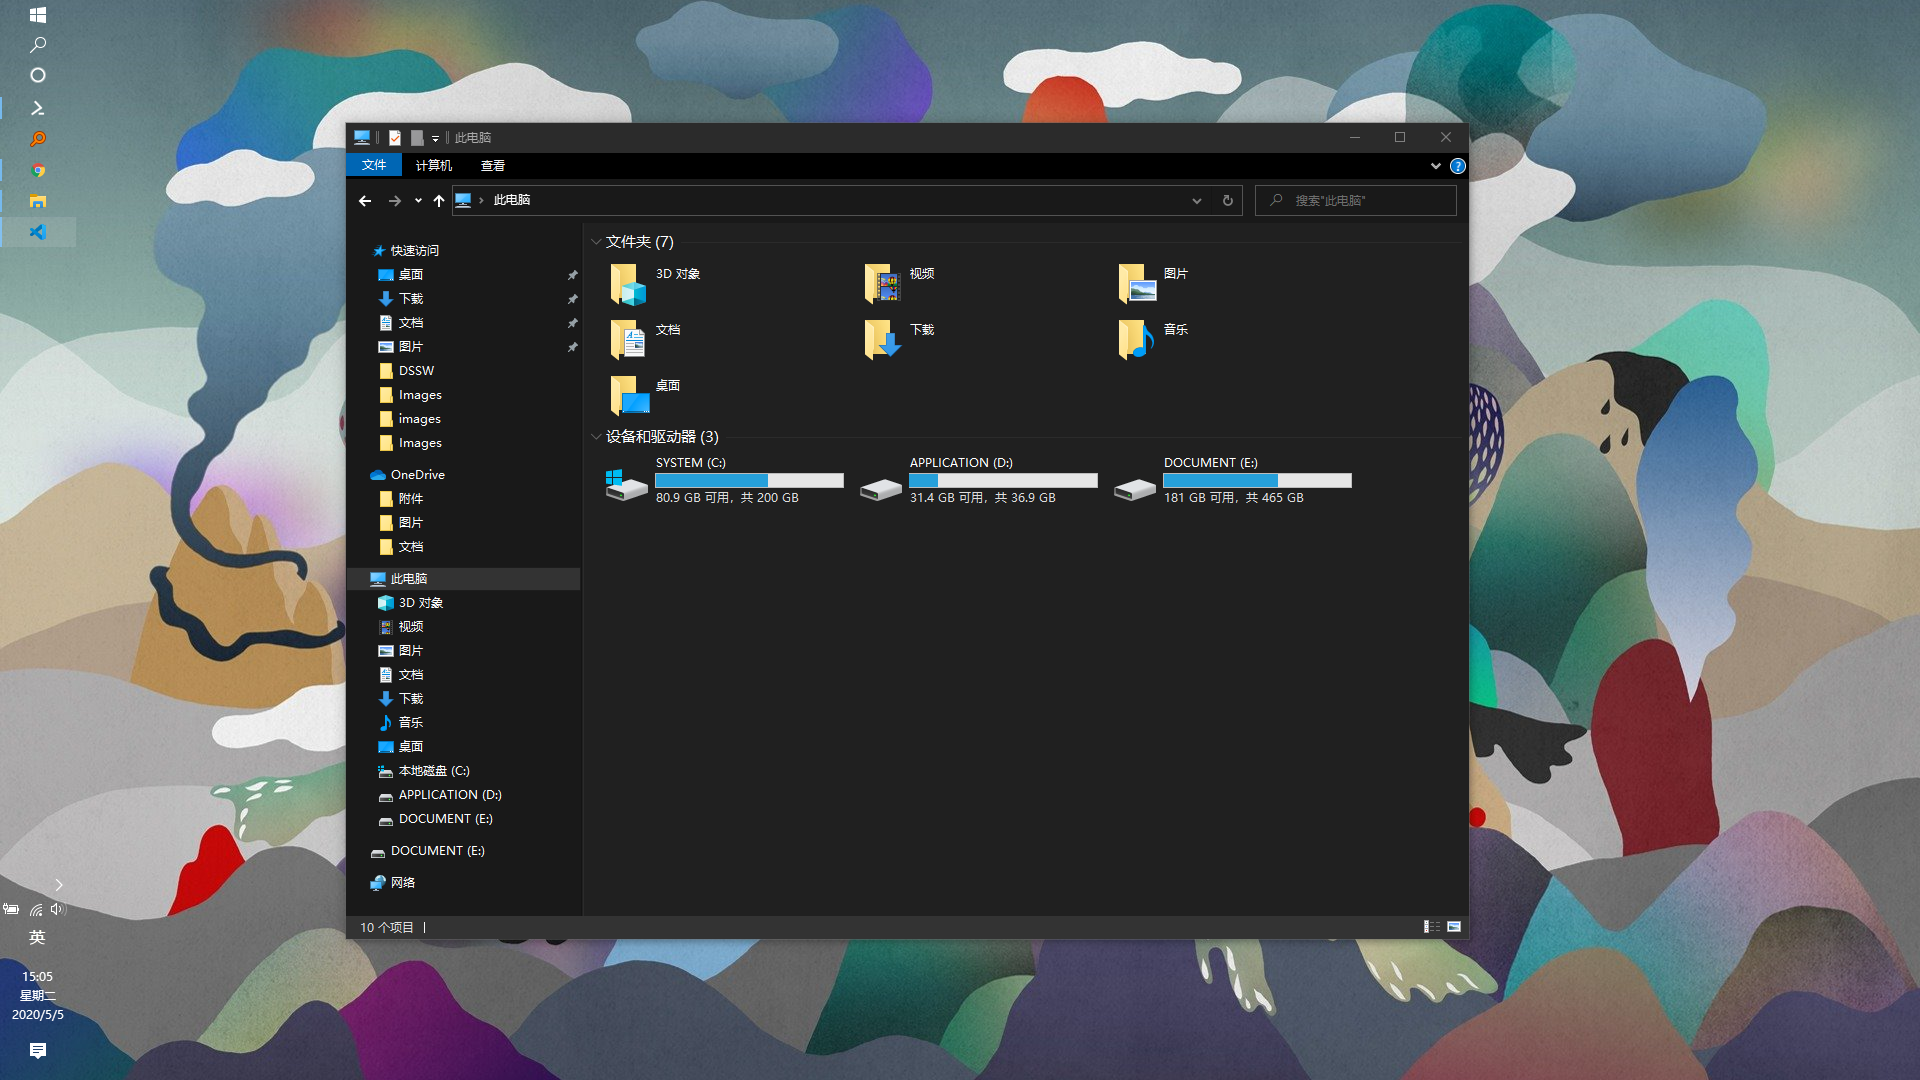 此电脑
文件 计算机 查看
此电脑
搜索"此电脑"
快速访问
桌面
下载
文档
图片
DSSW
Images
images
Images
OneDrive
附件
图片
文档
此电脑
3D 对象
视频
图片
文档
下载
音乐
桌面
本地磁盘 (C:)
APPLICATION (D:)
DOCUMENT (E:)
DOCUMENT (E:)
网络
文件夹 (7)
3D 对象
视频
图片
文档
下载
音乐
桌面
设备和驱动器 (3)
SYSTEM (C:)
80.9 GB 可用，共 200 GB
APPLICATION (D:)
31.4 GB 可用，共 36.9 GB
DOCUMENT (E:)
181 GB 可用，共 465 GB
10 个项目
英
15:05
星期二
2020/5/5